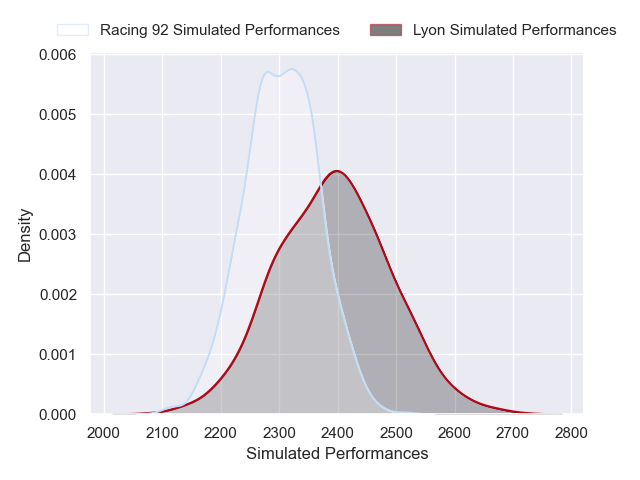 Racing 92 Simulated Performances
Lyon Simulated Performances
0.006
0.005
0.004
0.003
0.002
0.001
0.000
Density
2000 2100 2200 2300 2400 2500 2600 2700 2800
Simulated Performances